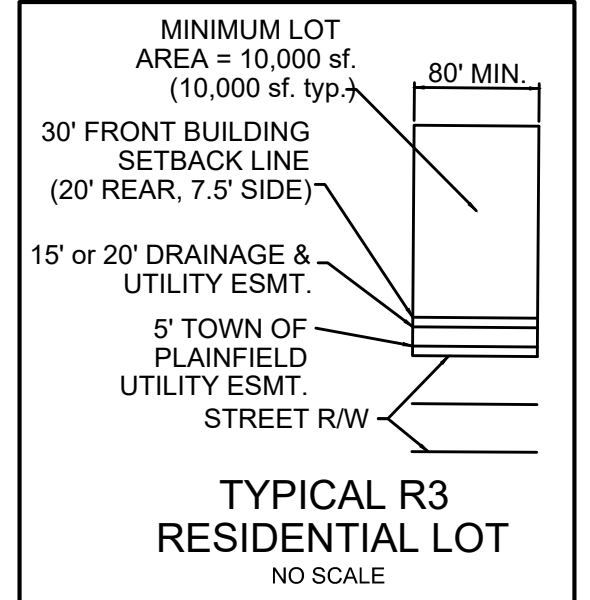 MINIMUM LOT
AREA = 10,000 sf.
(10,000 sf. typ.)
80' MIN.
30' FRONT BUILDING
SETBACK LINE
(20' REAR, 7.5' SIDE)
15' or 20' DRAINAGE &
UTILITY ESMT.
5' TOWN OF
PLAINFIELD
UTILITY ESMT.
STREET R/W
TYPICAL R3
RESIDENTIAL LOT
NO SCALE